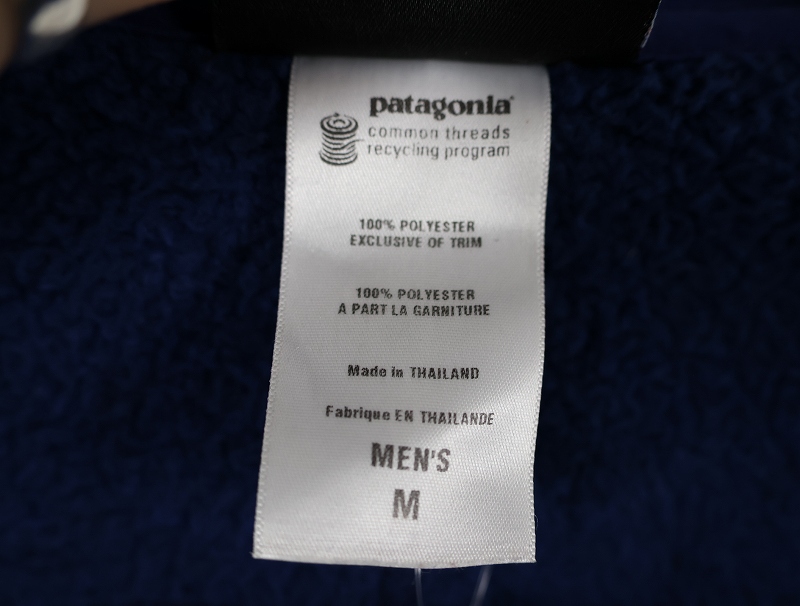 patagonia®
common threads
recycling program
100% POLYESTER
EXCLUSIVE OF TRIM
100% POLYESTER
A PART LA GARNITURE
Made in THAILAND
Fabrique EN THAILANDE
MEN'S
M